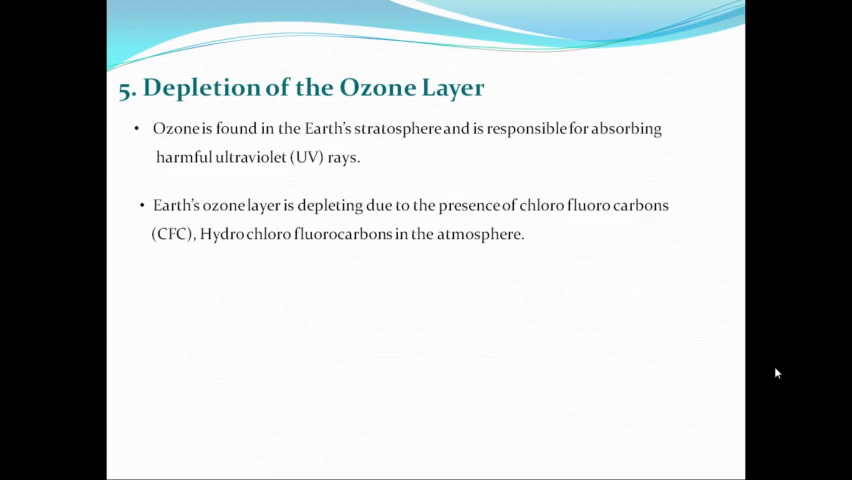 5. Depletion of the Ozone Layer
• Ozone is found in the Earth's stratosphere and is responsible for absorbing
harmful ultraviolet (UV) rays.
• Earth's ozone layer is depleting due to the presence of chloro fluoro carbons
(CFC), Hydro chloro fluorocarbons in the atmosphere.